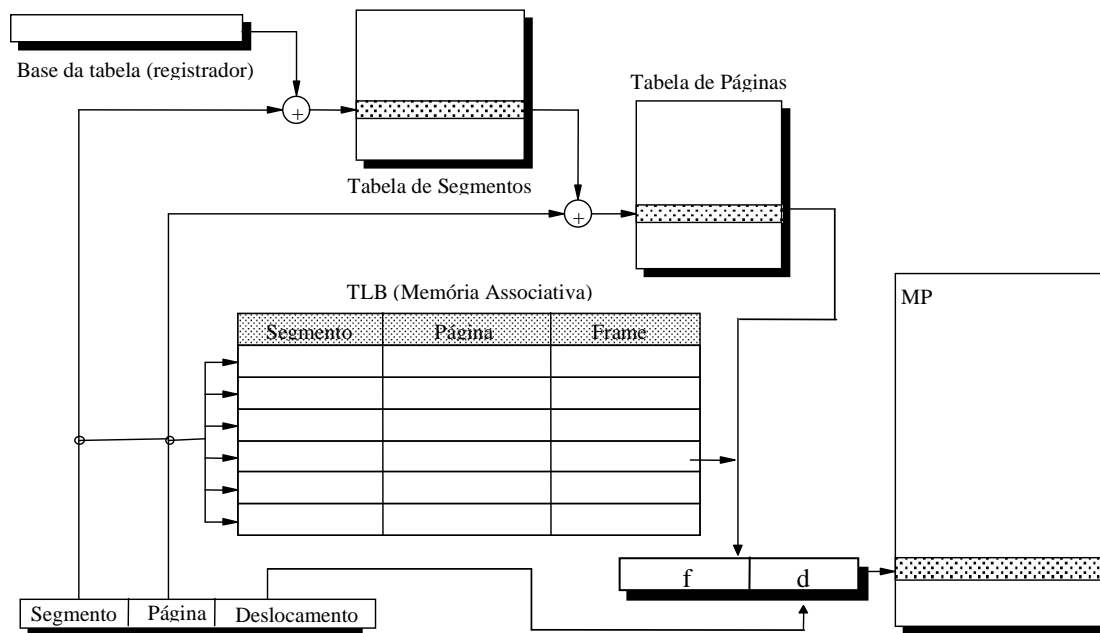 Base da tabela (registrador)
+
Tabela de Segmentos
Tabela de Páginas
+
TLB (Memória Associativa)
Segmento Página Frame
MP
f d
Segmento Página Deslocamento